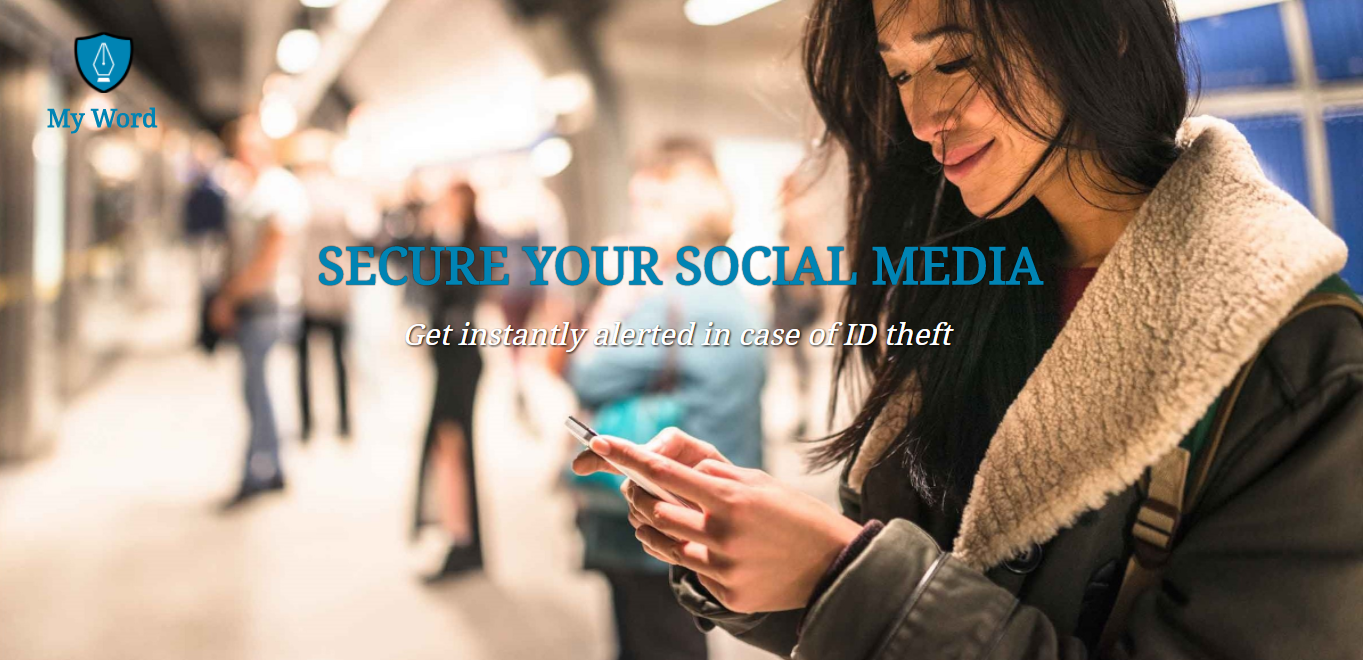 My Word
SECURE YOUR SOCIAL MEDIA
Get instantly alerted in case of ID theft